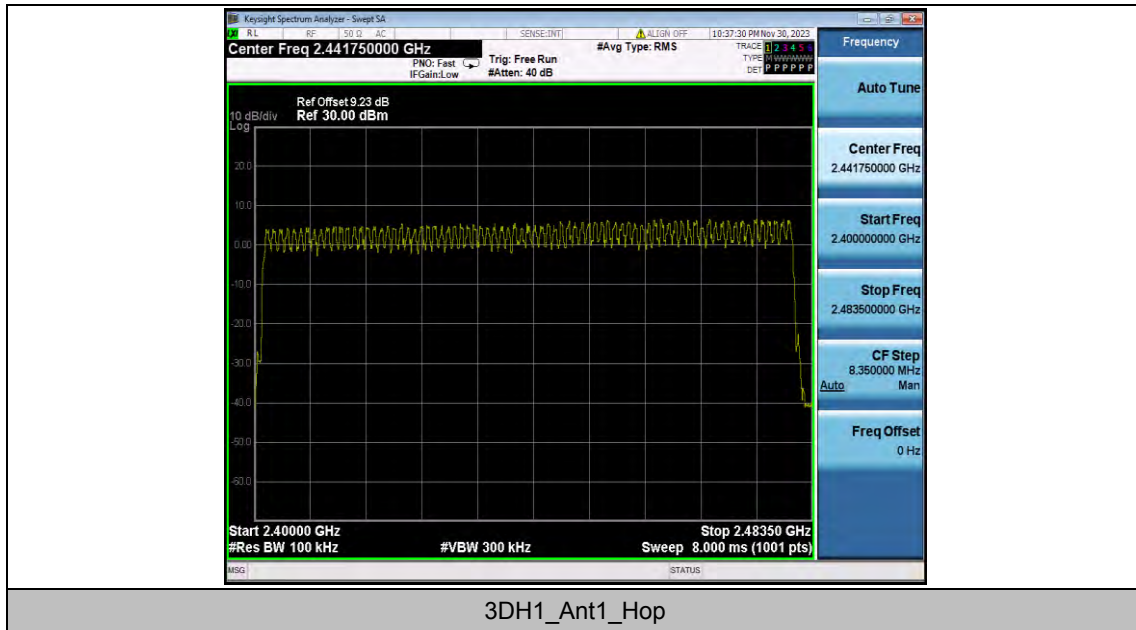 Keysight Spectrum Analyzer - Swept SA
RL RF 50 Ω AC SENSE:INT ALIGN OFF 10:37:30 PM Nov 30, 2023
Center Freq 2.441750000 GHz
PNO: Fast
IFGain:Low
Trig: Free Run
#Atten: 40 dB
#Avg Type: RMS
TRACE 1 2 3 4 5 6
TYPE M W W W W W
DET P P P P P P
Frequency
Auto Tune
Center Freq
2.441750000 GHz
Start Freq
2.400000000 GHz
Stop Freq
2.483500000 GHz
CF Step
8.350000 MHz
Auto Man
Freq Offset
0 Hz
Ref Offset 9.23 dB
10 dB/div Ref 30.00 dBm
Log
20.0
10.0
0.00
-10.0
-20.0
-30.0
-40.0
-50.0
-60.0
Start 2.40000 GHz Stop 2.48350 GHz
#Res BW 100 kHz #VBW 300 kHz Sweep 8.000 ms (1001 pts)
MSG STATUS
3DH1_Ant1_Hop